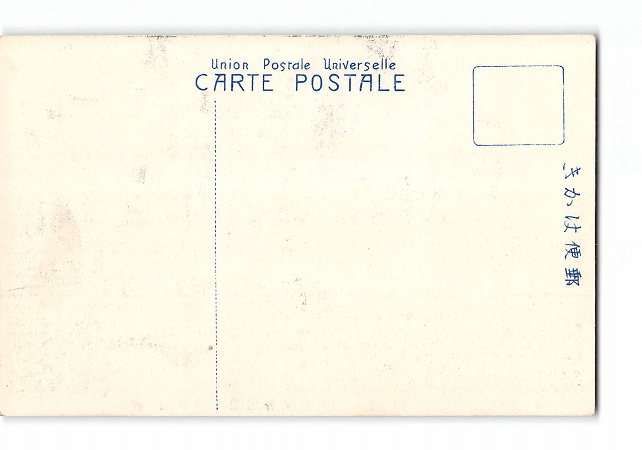 Union Postale Universelle
CARTE POSTALE
郵便はかき